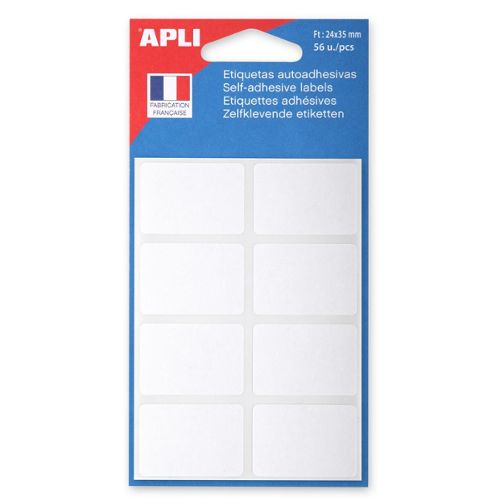 APLI
Ft : 24x35 mm
56 u./pcs
FABRICATION
FRANÇAISE
Etiquetas autoadhesivas
Self-adhesive labels
Etiquettes adhésives
Zelfklevende etiketten